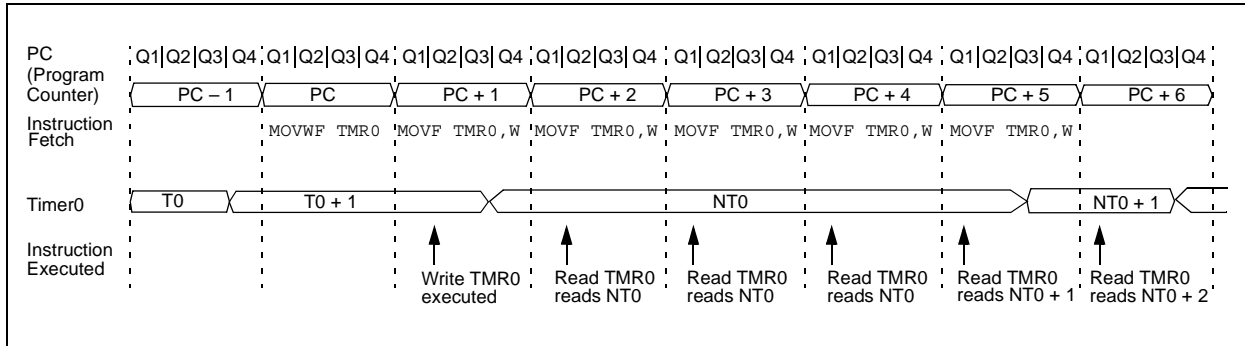 PC
(Program
Counter)
Q1|Q2|Q3|Q4 Q1|Q2|Q3|Q4 Q1|Q2|Q3|Q4 Q1|Q2|Q3|Q4 Q1|Q2|Q3|Q4 Q1|Q2|Q3|Q4 Q1|Q2|Q3|Q4 Q1|Q2|Q3|Q4
PC – 1 PC PC + 1 PC + 2 PC + 3 PC + 4 PC + 5 PC + 6
Instruction
Fetch
MOVWF TMR0 MOVF TMR0,W MOVF TMR0,W MOVF TMR0,W MOVF TMR0,W MOVF TMR0,W
Timer0
T0 T0 + 1 NT0 NT0 + 1
Instruction
Executed
Write TMR0
executed
Read TMR0
reads NT0
Read TMR0
reads NT0
Read TMR0
reads NT0
Read TMR0
reads NT0 + 1
Read TMR0
reads NT0 + 2